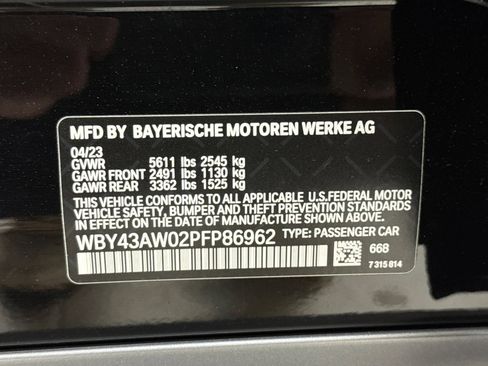 MFD BY BAYERISCHE MOTOREN WERKE AG
04/23
GVWR 5611 lbs 2545 kg
GAWR FRONT 2491 lbs 1130 kg
GAWR REAR 3362 lbs 1525 kg
THIS VEHICLE CONFORMS TO ALL APPLICABLE U.S.FEDERAL MOTOR
VEHICLE SAFETY, BUMPER, AND THEFT PREVENTION STANDARDS
IN EFFECT ON THE DATE OF MANUFACTURE SHOWN ABOVE.
WBY43AW02PFP86962 TYPE: PASSENGER CAR
668
7 315 814